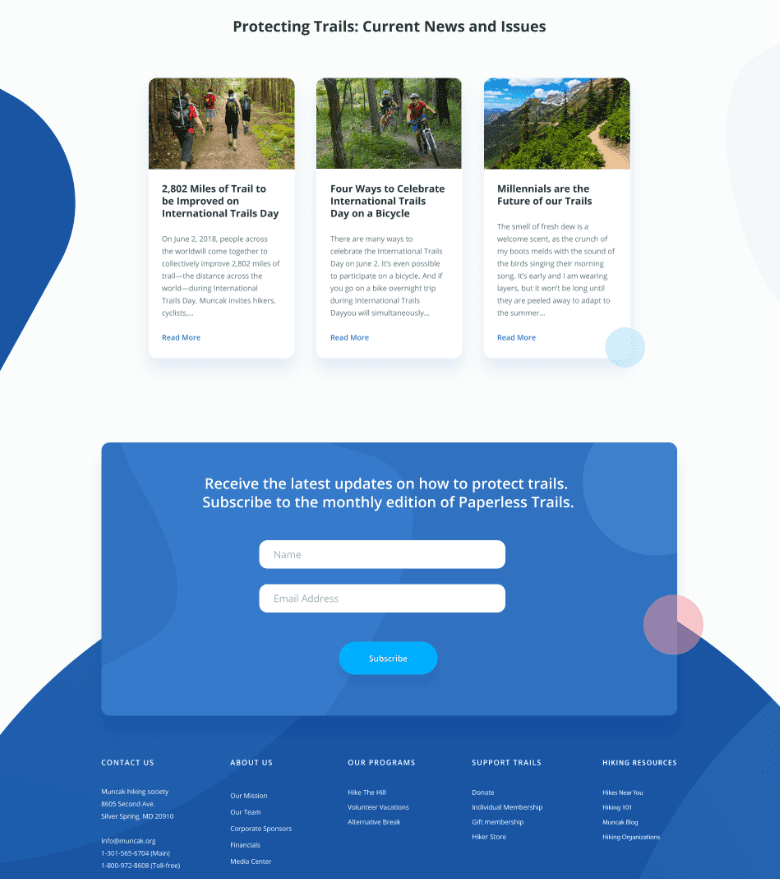 Protecting Trails: Current News and Issues
2,802 Miles of Trail to
be Improved on
International Trails Day
On June 2, 2018, people across
the worldwill come together to
collectively improve 2,802 miles of
trail—the distance across the
world—during International
Trails Day. Muncak invites hikers,
cyclists,...
Read More
Four Ways to Celebrate
International Trails
Day on a Bicycle
There are many ways to
celebrate the International Trails
Day on June 2. It's even possible
to participate on a bicycle. And if
you go on a bike overnight trip
during International Trails
Dayyou will simultaneously...
Read More
Millennials are the
Future of our Trails
The smell of fresh dew is a
welcome scent, as the crunch of
my boots melds with the sound of
the birds singing their morning
song. It's early and I am wearing
layers, but it won't be long until
they are peeled away to adapt to
the summer...
Read More
Receive the latest updates on how to protect trails.
Subscribe to the monthly edition of Paperless Trails.
Name
Email Address
Subscribe
CONTACT US
Muncak hiking society
8605 Second Ave.
Silver Spring, MD 20910
Info@muncak.org
1-301-565-6704 (Main)
1-800-972-8608 (Toll-free)
ABOUT US
Our Mission
Our Team
Corporate Sponsors
Financials
Media Center
OUR PROGRAMS
Hike The Hill
Volunteer Vacations
Alternative Break
SUPPORT TRAILS
Donate
Individual Membership
Gift membership
Hiker Store
HIKING RESOURCES
Hikes Near You
Hiking 101
Muncak Blog
Hiking Organizations